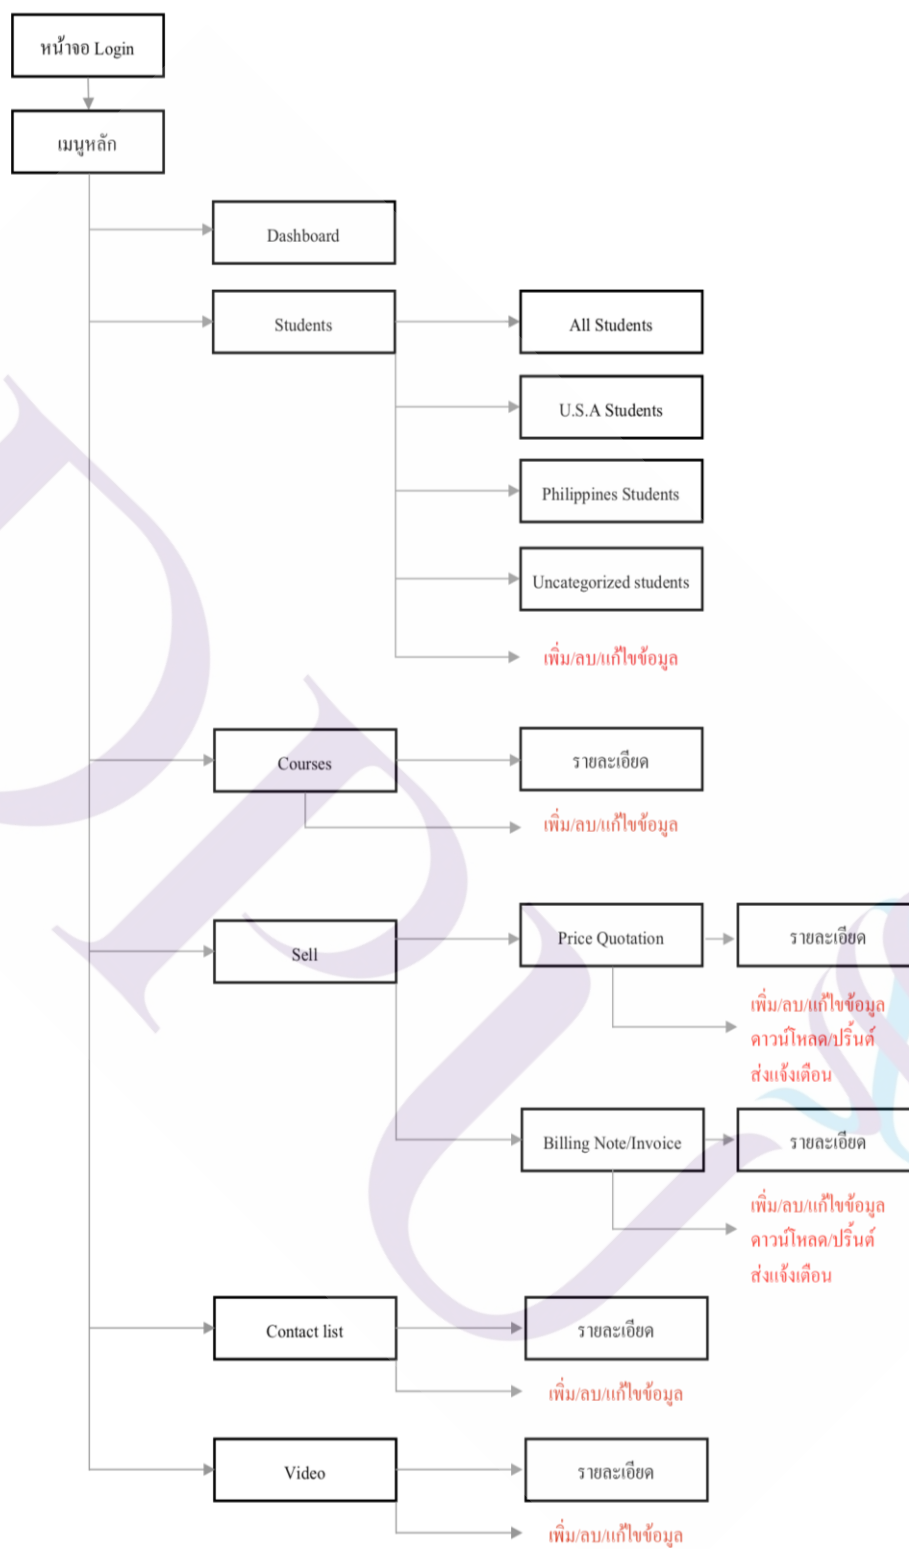 หน้าจอ Login
เมนูหลัก
Dashboard
Students
All Students
U.S.A Students
Philippines Students
Uncategorized students
เพิ่ม/ลบ/แก้ไขข้อมูล
Courses
รายละเอียด
เพิ่ม/ลบ/แก้ไขข้อมูล
Sell
Price Quotation
รายละเอียด
เพิ่ม/ลบ/แก้ไขข้อมูล
ดาวน์โหลด/ปริ้นต์
ส่งแจ้งเตือน
Billing Note/Invoice
รายละเอียด
เพิ่ม/ลบ/แก้ไขข้อมูล
ดาวน์โหลด/ปริ้นต์
ส่งแจ้งเตือน
Contact list
รายละเอียด
เพิ่ม/ลบ/แก้ไขข้อมูล
Video
รายละเอียด
เพิ่ม/ลบ/แก้ไขข้อมูล
DPU